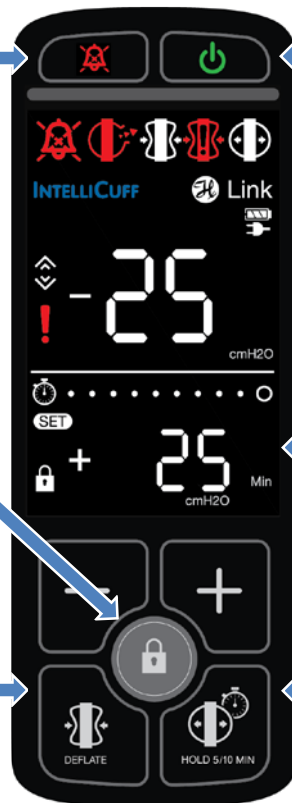 INTELLICUFF H Link
-25
cmH2O
SET
+ 25 Min
cmH2O
- +
DEFLATE HOLD 5/10 MIN